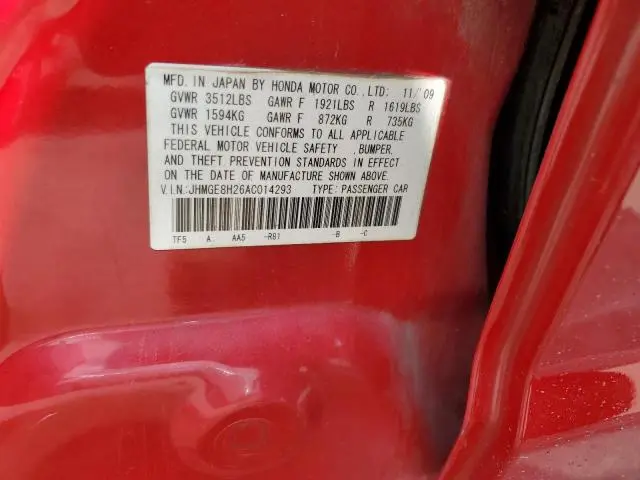 MFD. IN JAPAN BY HONDA MOTOR CO., LTD: 11/'09
GVWR 3512LBS GAWR F 1921LBS R 1619LBS
GVWR 1594KG GAWR F 872KG R 735KG
THIS VEHICLE CONFORMS TO ALL APPLICABLE
FEDERAL MOTOR VEHICLE SAFETY ,BUMPER,
AND THEFT PREVENTION STANDARDS IN EFFECT
ON THE DATE OF MANUFACTURE SHOWN ABOVE.
V.I.N:JHMGE8H26AC014293 TYPE: PASSENGER CAR
TF5 A. AA5 -R81 -B -C